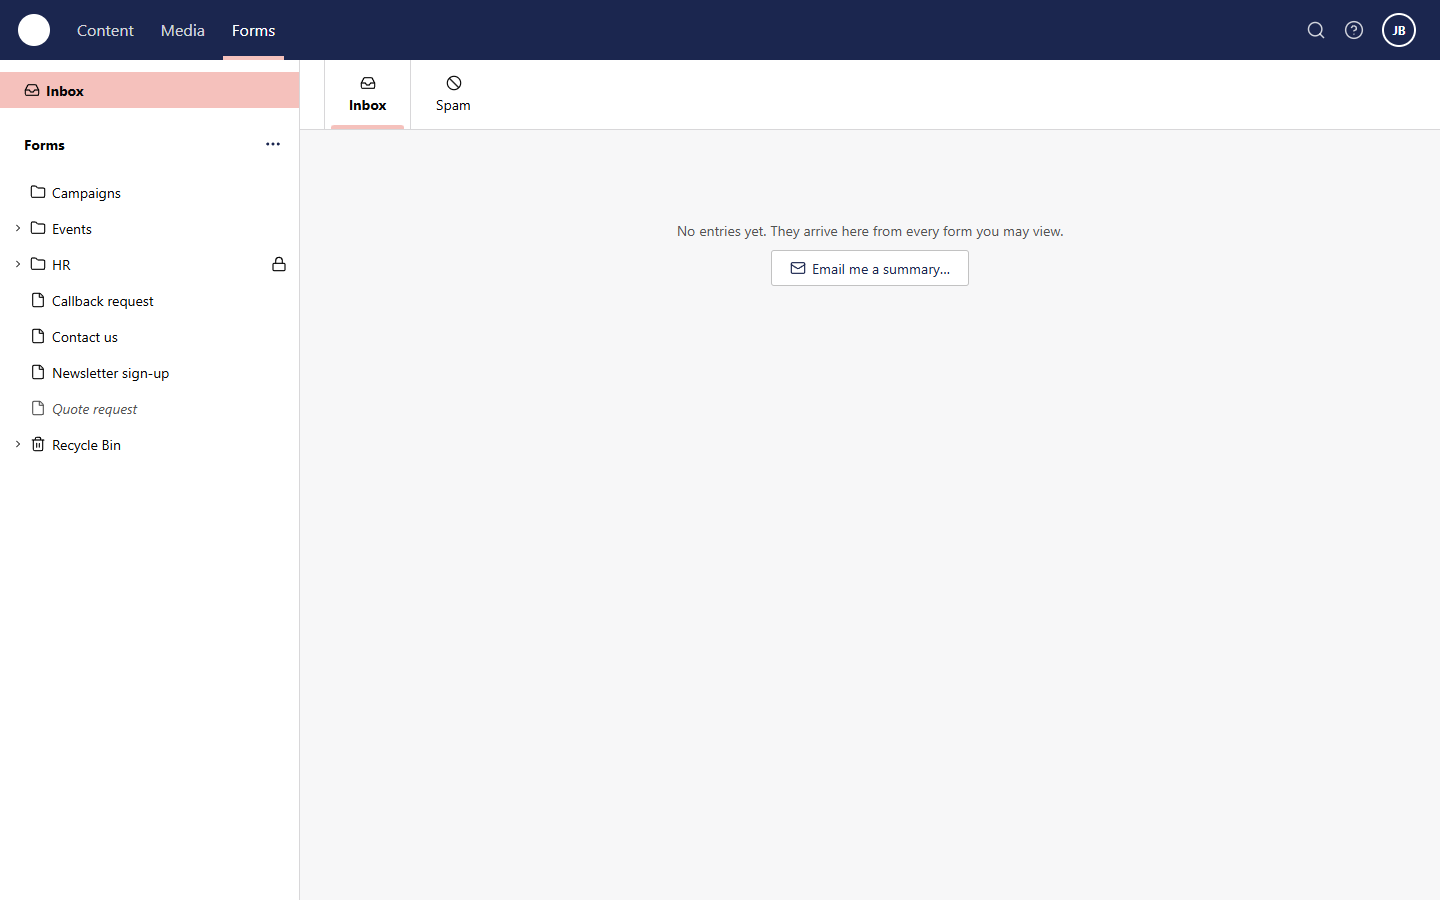 Content Media Forms JB
Inbox
Forms
Campaigns
Events
HR
Callback request
Contact us
Newsletter sign-up
Quote request
Recycle Bin
Inbox Spam
No entries yet. They arrive here from every form you may view.
Email me a summary...